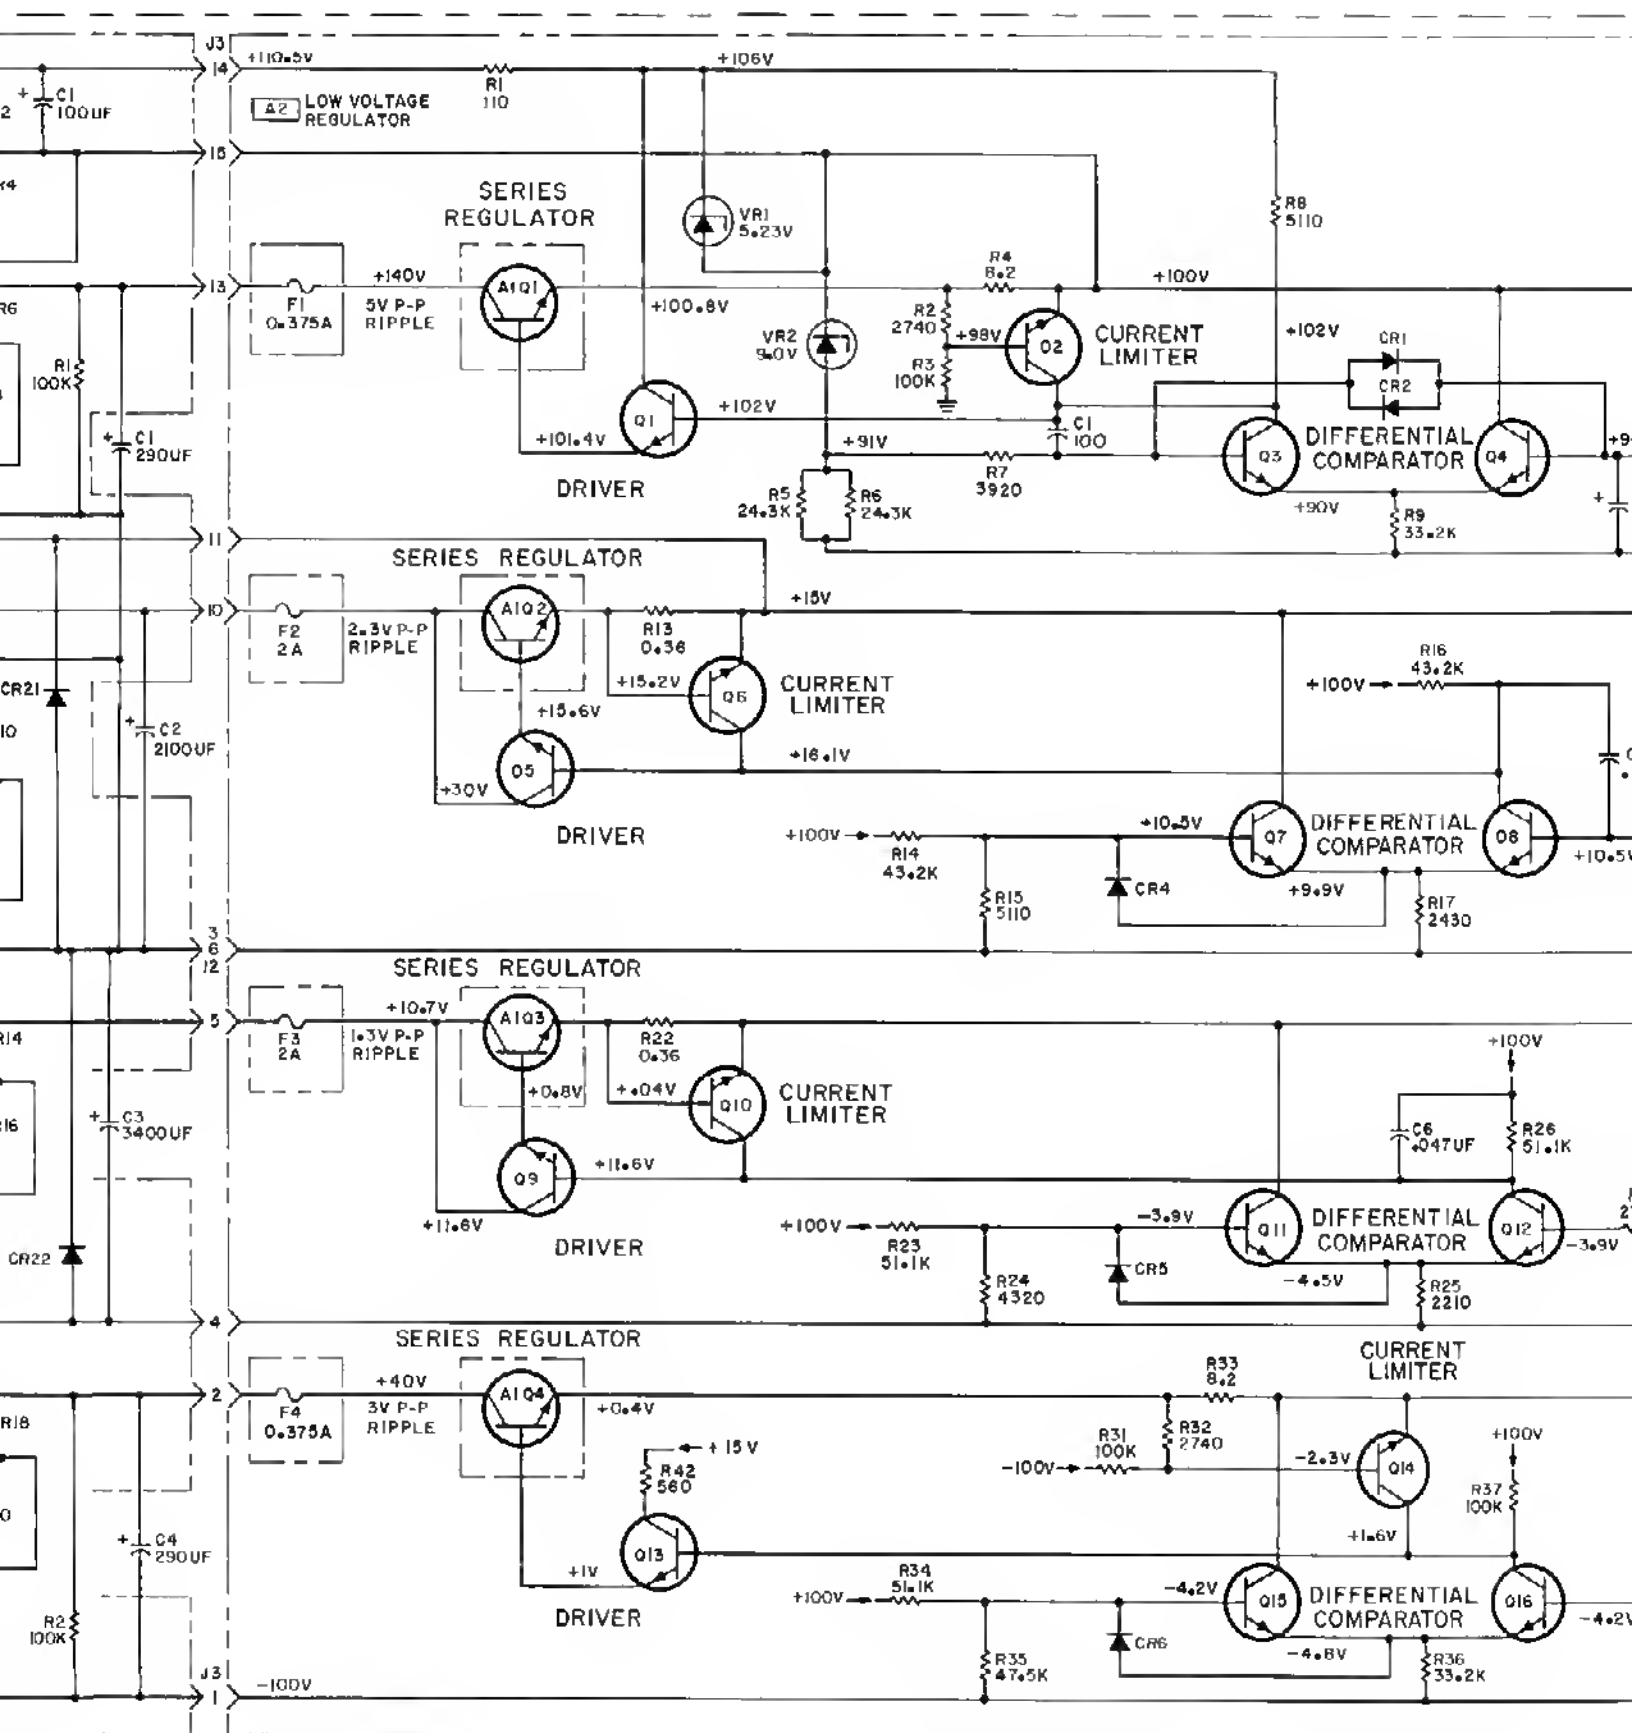 J3
+110.5V
14
+106V
C1
100UF
R1
110
A2
LOW VOLTAGE
REGULATOR
15
SERIES
REGULATOR
VR1
5.23V
R8
5110
13
F1
0.375A
+140V
5V P-P
RIPPLE
A1Q1
+100.8V
R4
8.2
+100V
R6
R2
2740
+98V
R3
100K
Q2
CURRENT
LIMITER
VR2
9.0V
+102V
CR1
CR2
R1
100K
C1
290UF
Q1
+102V
+101.4V
DRIVER
C1
100
+91V
R7
3920
Q3
DIFFERENTIAL
COMPARATOR
Q4
R5
24.3K
R6
24.3K
+90V
R9
33.2K
11
SERIES REGULATOR
10
F2
2A
2.3V P-P
RIPPLE
A1Q2
R13
0.36
+15V
+15.2V
Q6
CURRENT
LIMITER
R16
43.2K
+100V
CR21
C2
2100UF
+15.6V
Q5
+16.1V
+30V
DRIVER
+100V
R14
43.2K
+10.5V
Q7
DIFFERENTIAL
COMPARATOR
Q8
+10.5V
CR4
R15
5110
+9.9V
R17
2430
3
6
12
SERIES REGULATOR
5
R14
F3
2A
+10.7V
1.3V P-P
RIPPLE
A1Q3
R22
0.36
+0.8V
+.04V
Q10
CURRENT
LIMITER
+100V
C3
3400UF
C6
.047UF
R26
51.1K
Q9
+11.6V
+11.6V
DRIVER
+100V
R23
51.1K
-3.9V
Q11
DIFFERENTIAL
COMPARATOR
Q12
-3.9V
CR22
R24
4320
CR5
-4.5V
R25
2210
4
SERIES REGULATOR
CURRENT
LIMITER
2
R18
F4
0.375A
+40V
3V P-P
RIPPLE
A1Q4
+0.4V
R33
8.2
R31
100K
R32
2740
-100V
-2.3V
Q14
+100V
R37
100K
+15V
R42
560
C4
290UF
Q13
+1V
DRIVER
+1.6V
R34
51.1K
+100V
-4.2V
Q15
DIFFERENTIAL
COMPARATOR
Q16
-4.2V
R2
100K
R35
47.5K
CR6
-4.8V
R36
33.2K
J3
1
-100V